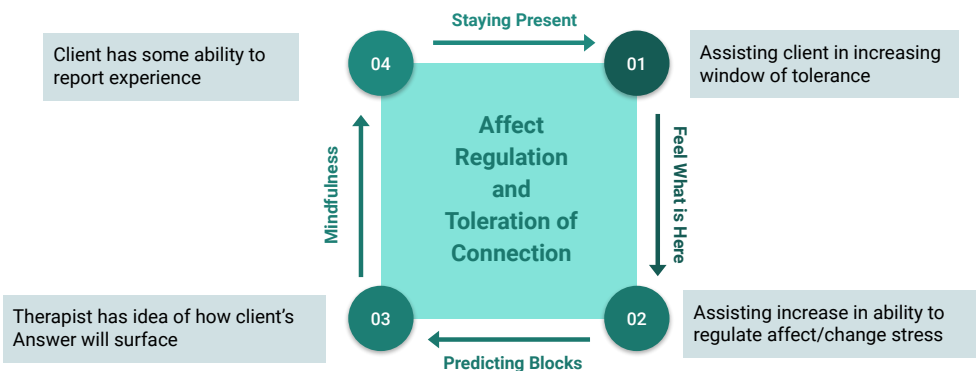 Staying Present
Client has some ability to
report experience
04
01
Assisting client in increasing
window of tolerance
Affect
Regulation
and
Toleration of
Connection
Mindfulness
Feel What is Here
Therapist has idea of how client's
Answer will surface
03
02
Assisting increase in ability to
regulate affect/change stress
Predicting Blocks